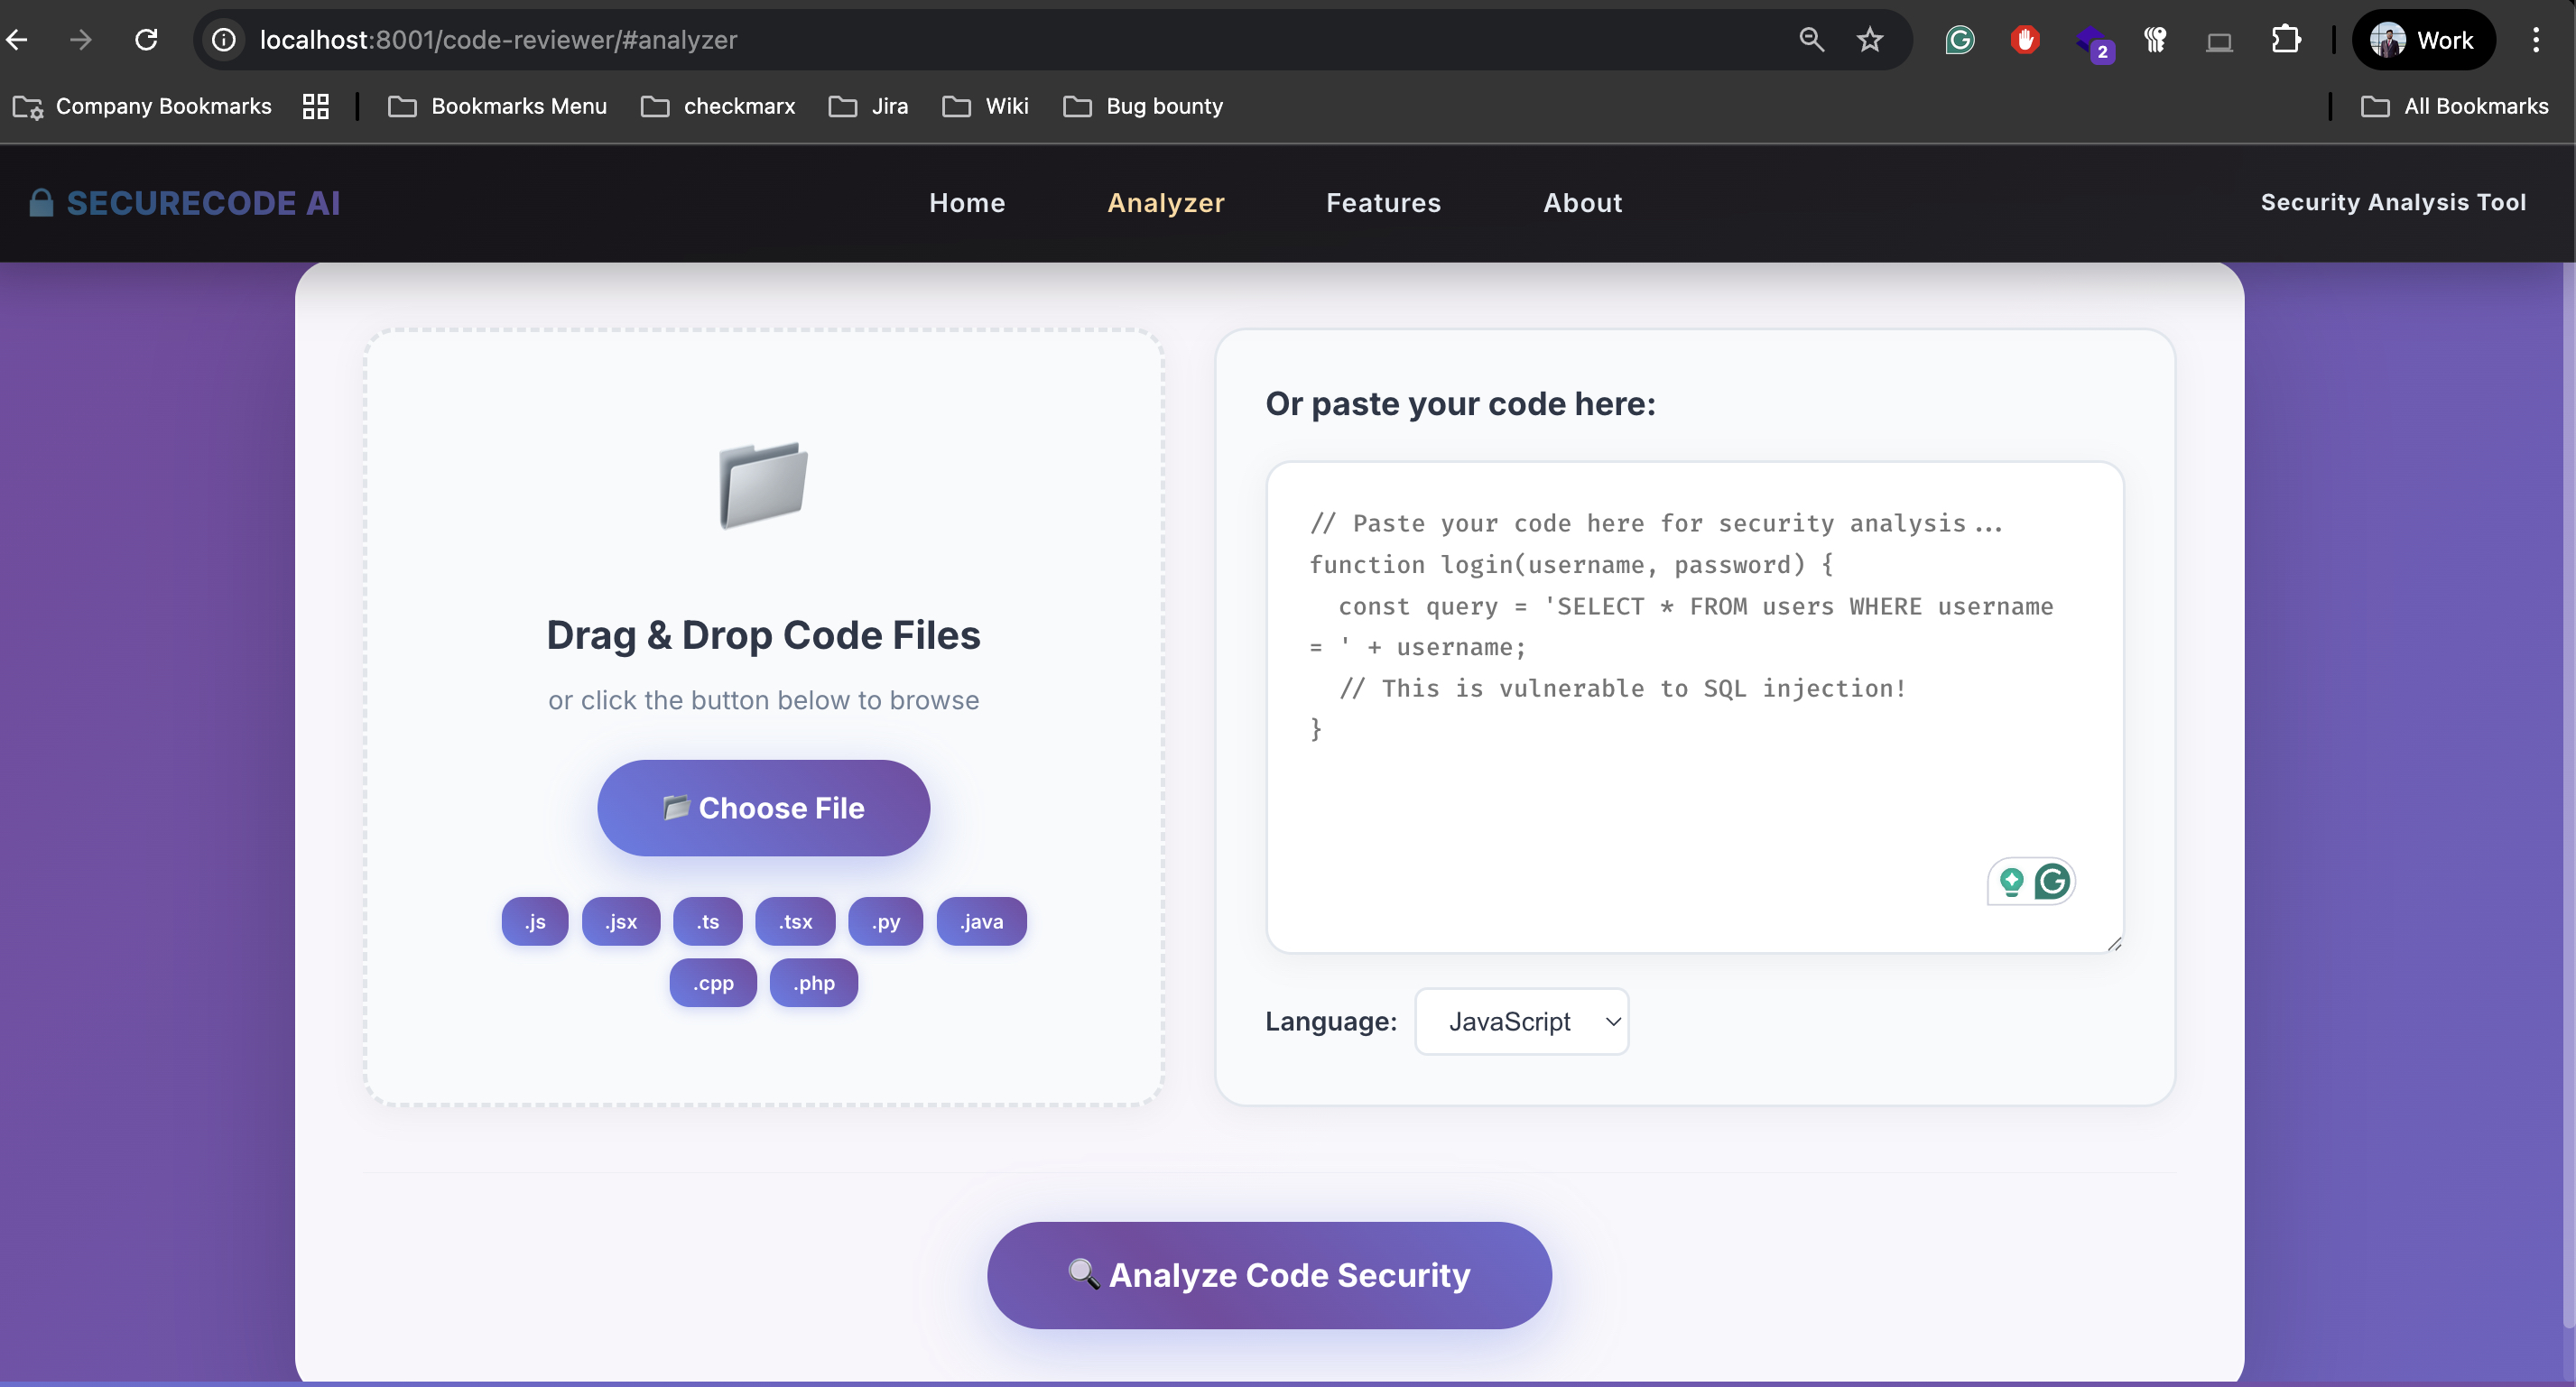 localhost:8001/code-reviewer/#analyzer
2
Work
Company Bookmarks
Bookmarks Menu
checkmarx
Jira
Wiki
Bug bounty
All Bookmarks
SECURECODE AI
Home
Analyzer
Features
About
Security Analysis Tool
Drag & Drop Code Files
or click the button below to browse
Choose File
.js
.jsx
.ts
.tsx
.py
.java
.cpp
.php
Or paste your code here:
// Paste your code here for security analysis...
function login(username, password) {
const query = 'SELECT * FROM users WHERE username
= ' + username;
// This is vulnerable to SQL injection!
}
Language:
JavaScript
Analyze Code Security